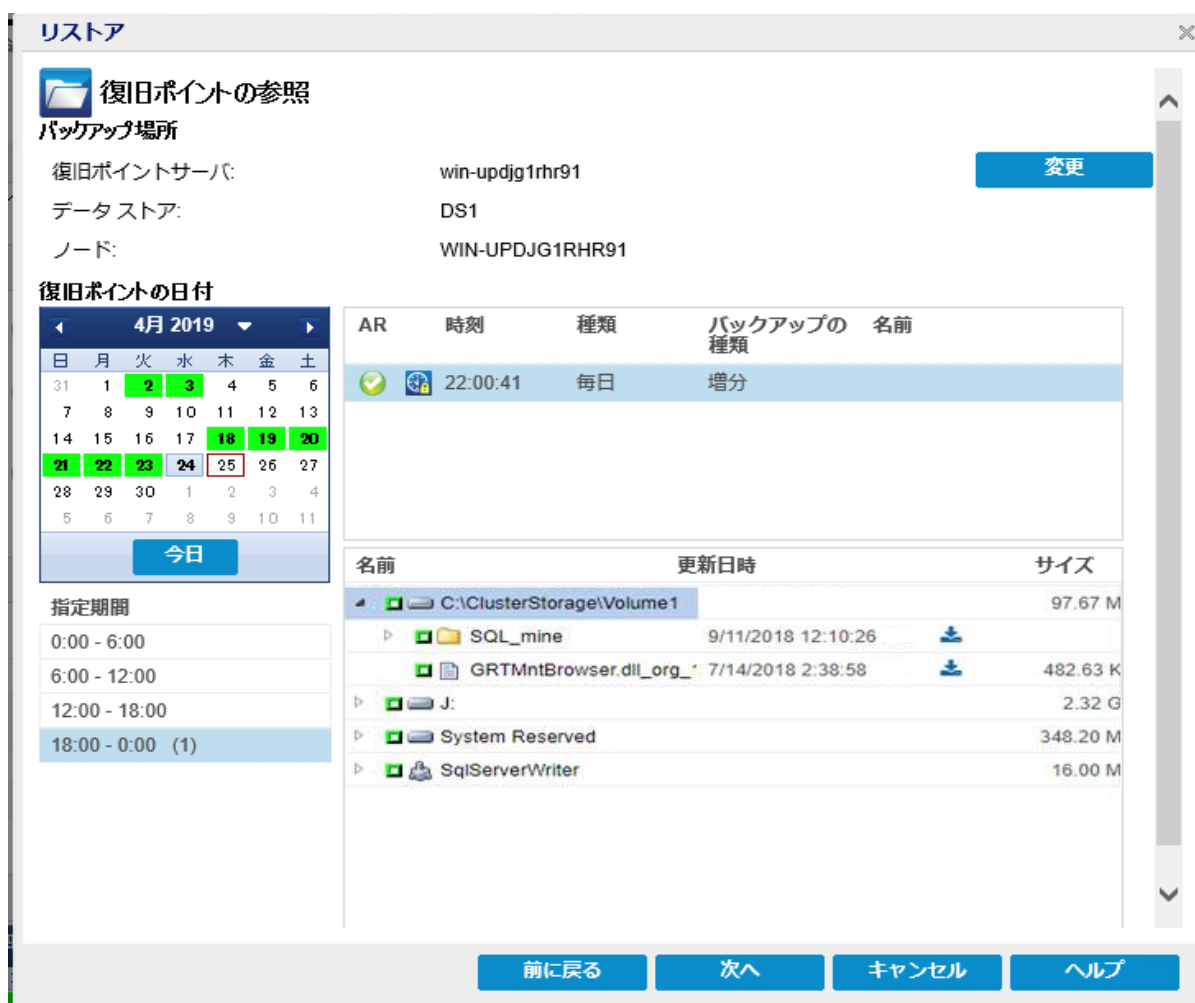 リストア
復旧ポイントの参照
バックアップ場所
復旧ポイントサーバ: win-updjg1rhr91 変更
データ ストア: DS1
ノード: WIN-UPDJG1RHR91
復旧ポイントの日付
4月 2019
日 月 火 水 木 金 土
31 1 2 3 4 5 6
7 8 9 10 11 12 13
14 15 16 17 18 19 20
21 22 23 24 25 26 27
28 29 30 1 2 3 4
5 6 7 8 9 10 11
今日
指定期間
0:00 - 6:00
6:00 - 12:00
12:00 - 18:00
18:00 - 0:00 (1)
AR 時刻 種類 バックアップの種類 名前
22:00:41 毎日 増分
名前 更新日時 サイズ
C:\ClusterStorage\Volume1 97.67 M
SQL_mine 9/11/2018 12:10:26
GRTMntBrowser.dll_org_ 7/14/2018 2:38:58 482.63 K
J: 2.32 G
System Reserved 348.20 M
SqlServerWriter 16.00 M
前に戻る 次へ キャンセル ヘルプ